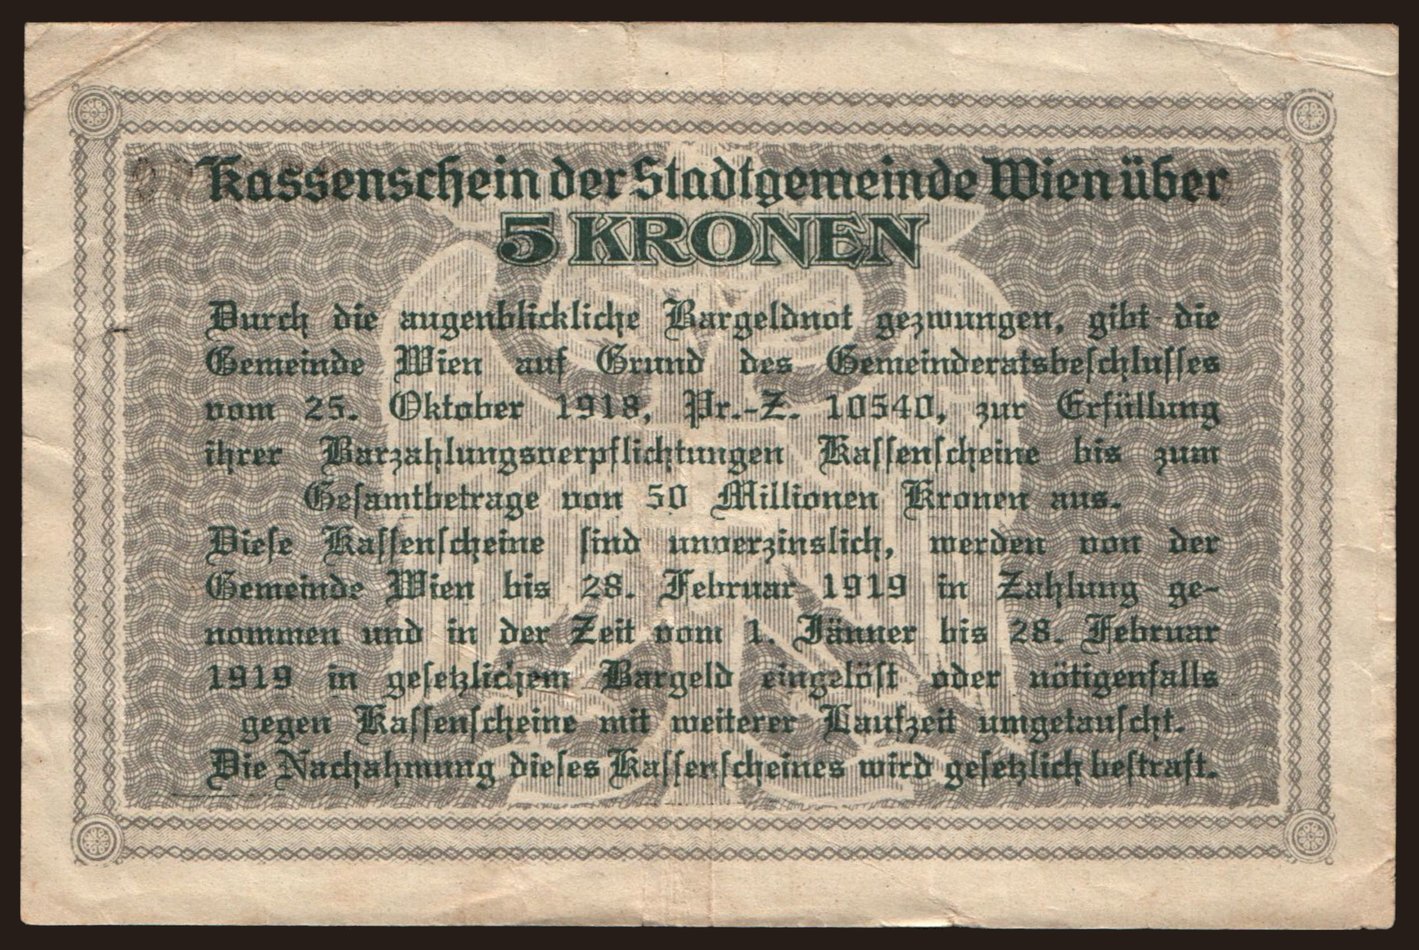 Kassenschein der Stadtgemeinde Wien über
5 KRONEN
Durch die augenblickliche Bargeldnot gezwungen, gibt die
Gemeinde Wien auf Grund des Gemeinderatsbeschlusses
vom 25. Oktober 1918, Pr.-Z. 10540, zur Erfüllung
ihrer Barzahlungsverpflichtungen Kassenscheine bis zum
Gesamtbetrage von 50 Millionen Kronen aus.
Diese Kassenscheine sind unverzinslich, werden von der
Gemeinde Wien bis 28. Februar 1919 in Zahlung ge-
nommen und in der Zeit vom 1. Jänner bis 28. Februar
1919 in gesetzlichem Bargeld eingelöst oder nötigenfalls
gegen Kassenscheine mit weiterer Laufzeit umgetauscht.
Die Nachahmung dieses Kassenscheines wird gesetzlich bestraft.